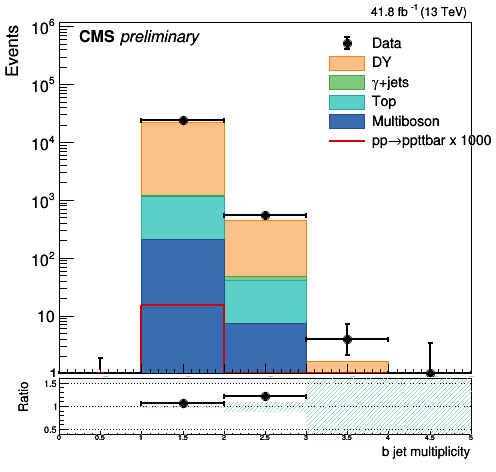 41.8 fb⁻¹ (13 TeV)
CMS preliminary
Events
10⁶
10⁵
10⁴
10³
10²
10
1
Data
DY
γ+jets
Top
Multiboson
pp→ppttbar x 1000
Ratio
1.5
1
0.5
0 0.5 1 1.5 2 2.5 3 3.5 4 4.5 5
b jet multiplicity